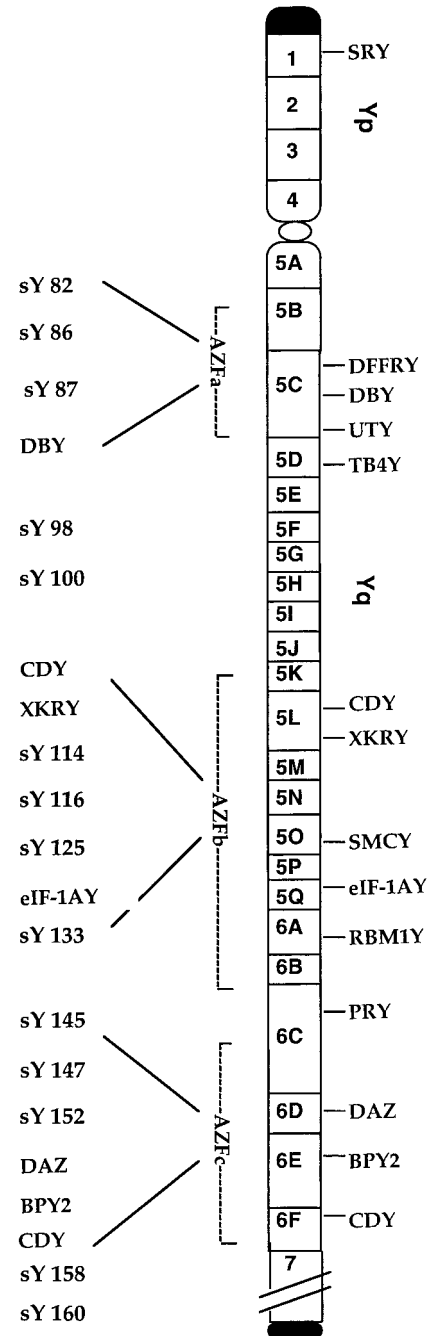 1
SRY
2
Yp
3
4
5A
sY 82
5B
sY 86
AZFa
DFFRY
sY 87
5C
DBY
DBY
UTY
5D
TB4Y
5E
sY 98
5F
5G
sY 100
5H
Yq
5I
5J
CDY
5K
XKRY
5L
CDY
XKRY
sY 114
5M
sY 116
5N
AZFb
sY 125
5O
SMCY
5P
eIF-1AY
5Q
eIF-1AY
sY 133
6A
RBM1Y
6B
sY 145
PRY
6C
sY 147
sY 152
AZFc
6D
DAZ
DAZ
6E
BPY2
BPY2
CDY
6F
CDY
sY 158
7
sY 160